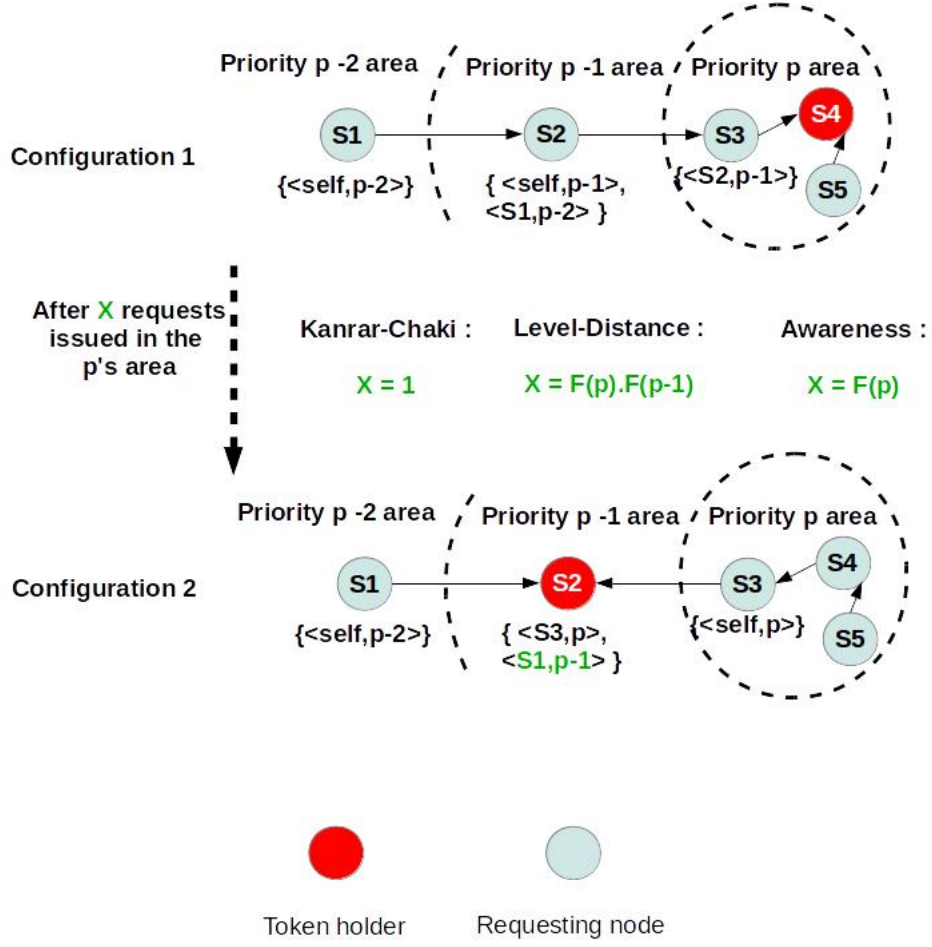 Priority p -2 area
Priority p -1 area
Priority p area
S1
S2
S3
S4
S5
Configuration 1
{<self,p-2>}
{ <self,p-1>,
<S1,p-2> }
{<S2,p-1>}
After X requests
issued in the
p's area
Kanrar-Chaki :
Level-Distance :
Awareness :
X = 1
X = F(p).F(p-1)
X = F(p)
Priority p -2 area
Priority p -1 area
Priority p area
Configuration 2
S1
S2
S3
S4
S5
{<self,p-2>}
{ <S3,p>,
<S1,p-1> }
{<self,p>}
Token holder
Requesting node